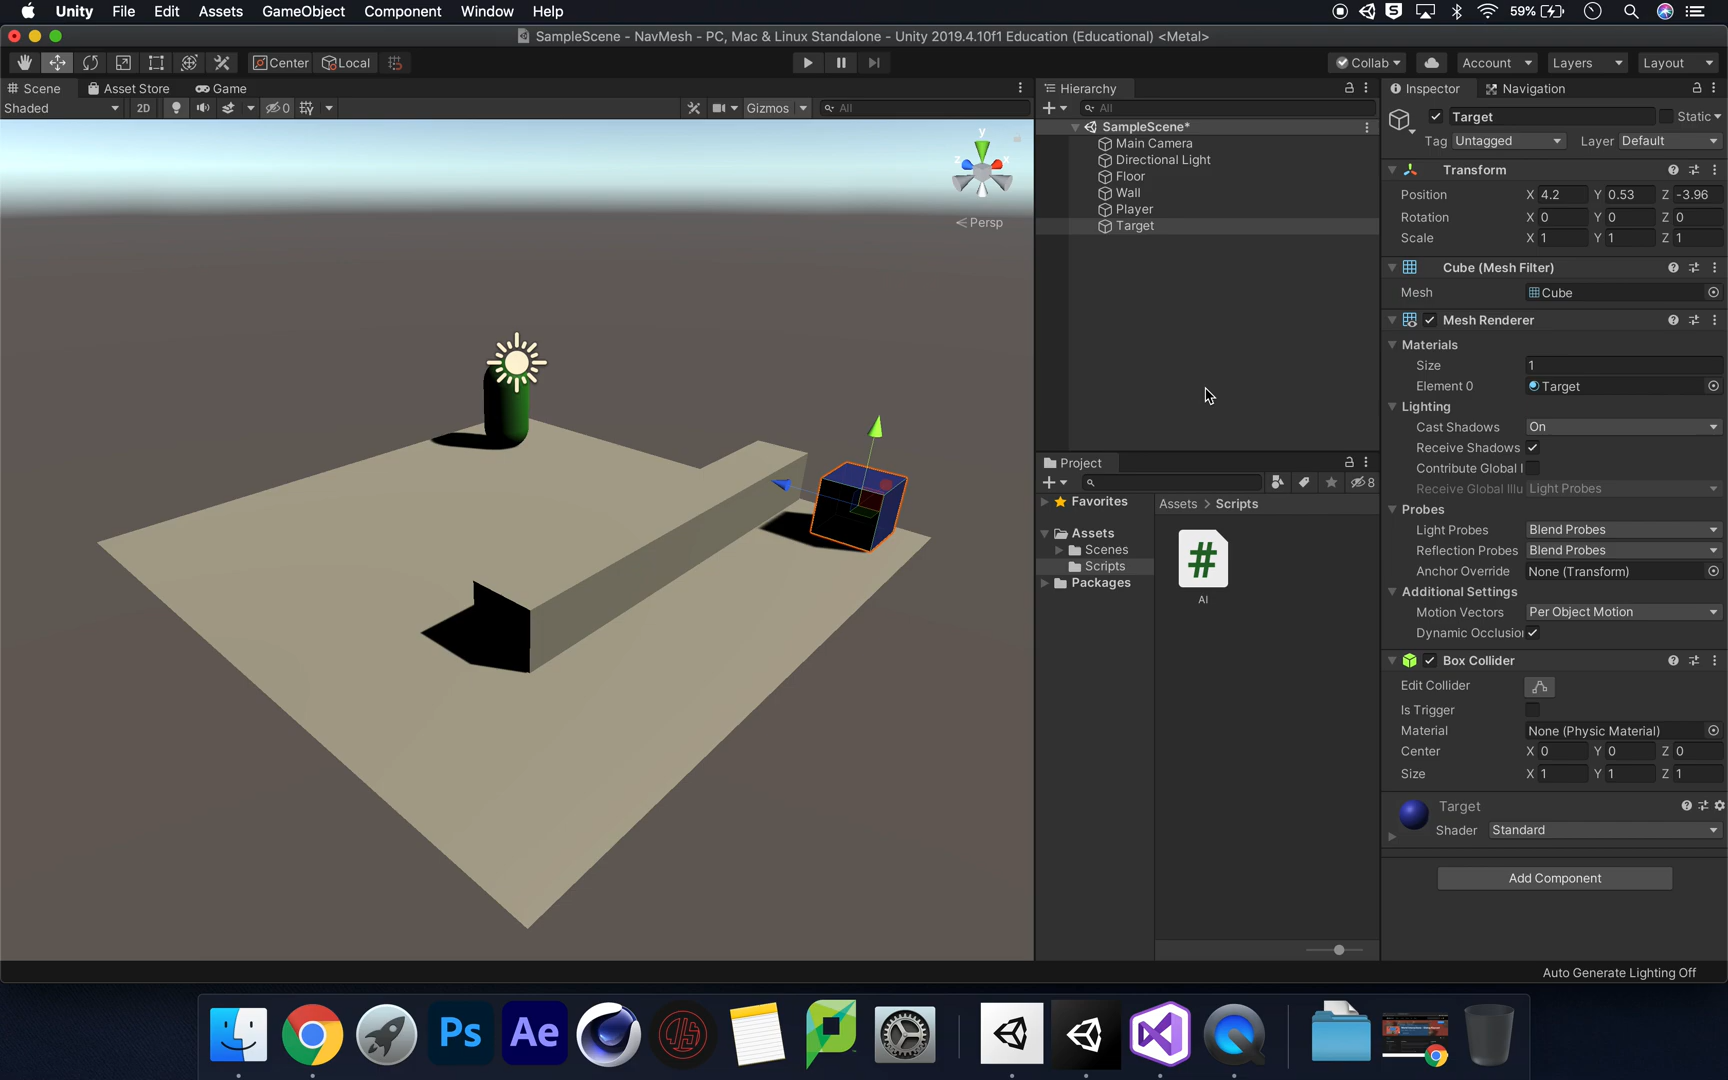 Unity File Edit Assets GameObject Component Window Help 59%
SampleScene - NavMesh - PC, Mac & Linux Standalone - Unity 2019.4.10f1 Education (Educational) <Metal>
Center Local Collab Account Layers Layout
Scene Asset Store Game
Shaded 2D 0 Gizmos All
y
x
z
Persp
Hierarchy
All
SampleScene*
Main Camera
Directional Light
Floor
Wall
Player
Target
Project
8
Favorites
Assets
Scenes
Scripts
Packages
Assets > Scripts
#
AI
Inspector Navigation
Target Static
Tag Untagged Layer Default
Transform
Position X 4.2 Y 0.53 Z -3.96
Rotation X 0 Y 0 Z 0
Scale X 1 Y 1 Z 1
Cube (Mesh Filter)
Mesh Cube
Mesh Renderer
Materials
Size 1
Element 0 Target
Lighting
Cast Shadows On
Receive Shadows
Contribute Global I
Receive Global Illu Light Probes
Probes
Light Probes Blend Probes
Reflection Probes Blend Probes
Anchor Override None (Transform)
Additional Settings
Motion Vectors Per Object Motion
Dynamic Occlusion
Box Collider
Edit Collider
Is Trigger
Material None (Physic Material)
Center X 0 Y 0 Z 0
Size X 1 Y 1 Z 1
Target
Shader Standard
Add Component
Auto Generate Lighting Off
Ps Ae